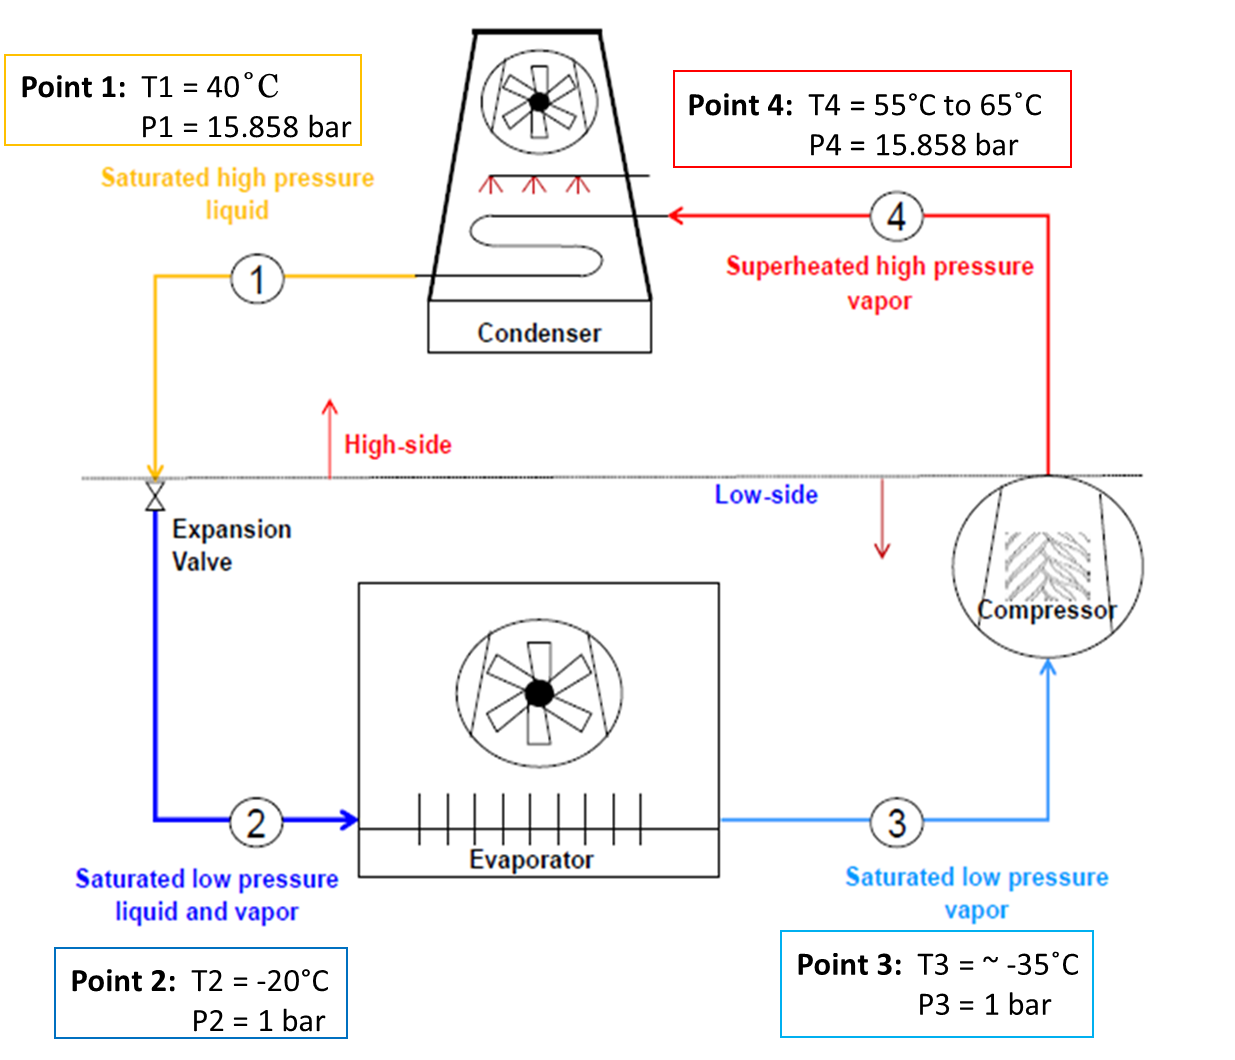 Point 1: T1 = 40˚C
P1 = 15.858 bar
Saturated high pressure
liquid
1
Condenser
Point 4: T4 = 55˚C to 65˚C
P4 = 15.858 bar
4
Superheated high pressure
vapor
High-side
Low-side
Expansion
Valve
Compressor
2
Evaporator
3
Saturated low pressure
liquid and vapor
Saturated low pressure
vapor
Point 2: T2 = -20°C
P2 = 1 bar
Point 3: T3 = ~ -35˚C
P3 = 1 bar